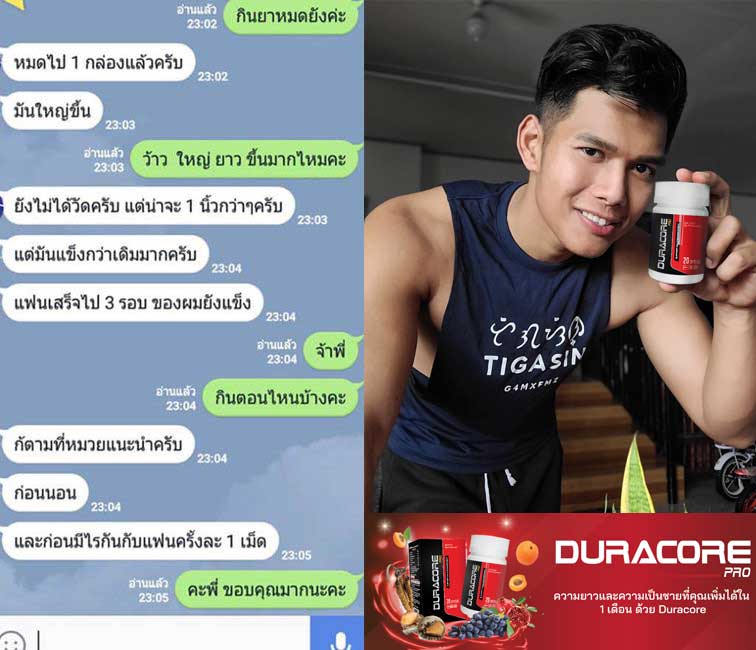 อ่านแล้ว
23:02
กินยาหมดยังค่ะ
หมดไป 1 กล่องแล้วครับ
23:02
มันใหญ่ขึ้น
23:03
อ่านแล้ว
23:03
ว้าว ใหญ่ ยาว ขึ้นมากไหมคะ
ยังไม่ได้วัดครับ แต่น่าจะ 1 นิ้วกว่าๆครับ
23:03
แต่มันแข็งกว่าเดิมมากครับ
23:04
แฟนเสร็จไป 3 รอบ ของผมยังแข็ง
23:04
อ่านแล้ว
23:04
จ้าพี่
อ่านแล้ว
23:04
กินตอนไหนบ้างคะ
ก้ตามที่หมวยแนะนำครับ
23:04
ก่อนนอน
23:04
และก่อนมีไรกันกับแฟนครั้งละ 1 เม็ด
23:05
อ่านแล้ว
23:05
คะพี่ ขอบคุณมากนะคะ
DURACORE
20
TIGASIN
G4MXFMZ
DURACORE
DURACORE
DURACORE
PRO
ความยาวและความเป็นชายที่คุณเพิ่มได้ใน
1 เดือน ด้วย Duracore